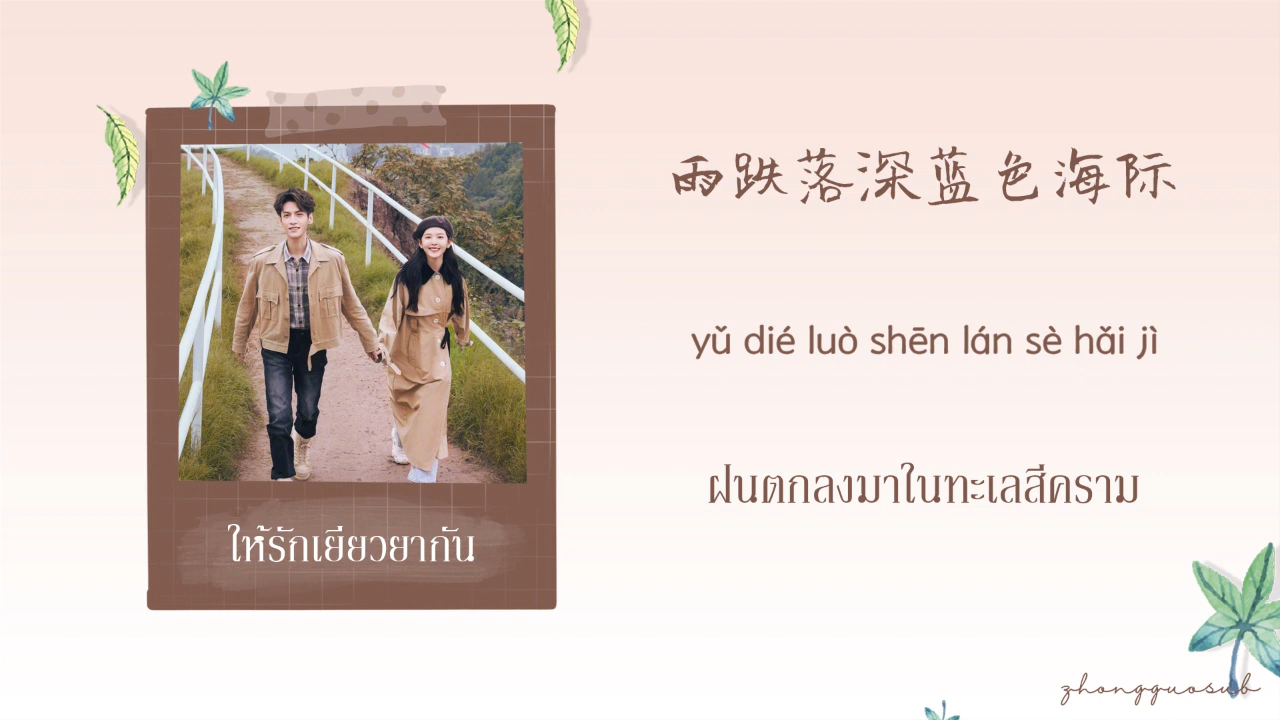 雨跌落深蓝色海际
yǔ dié luò shēn lán sè hǎi jì
ฝนตกลงมาในทะเลสีคราม
ให้รักเยียวยากัน
zhongguosub